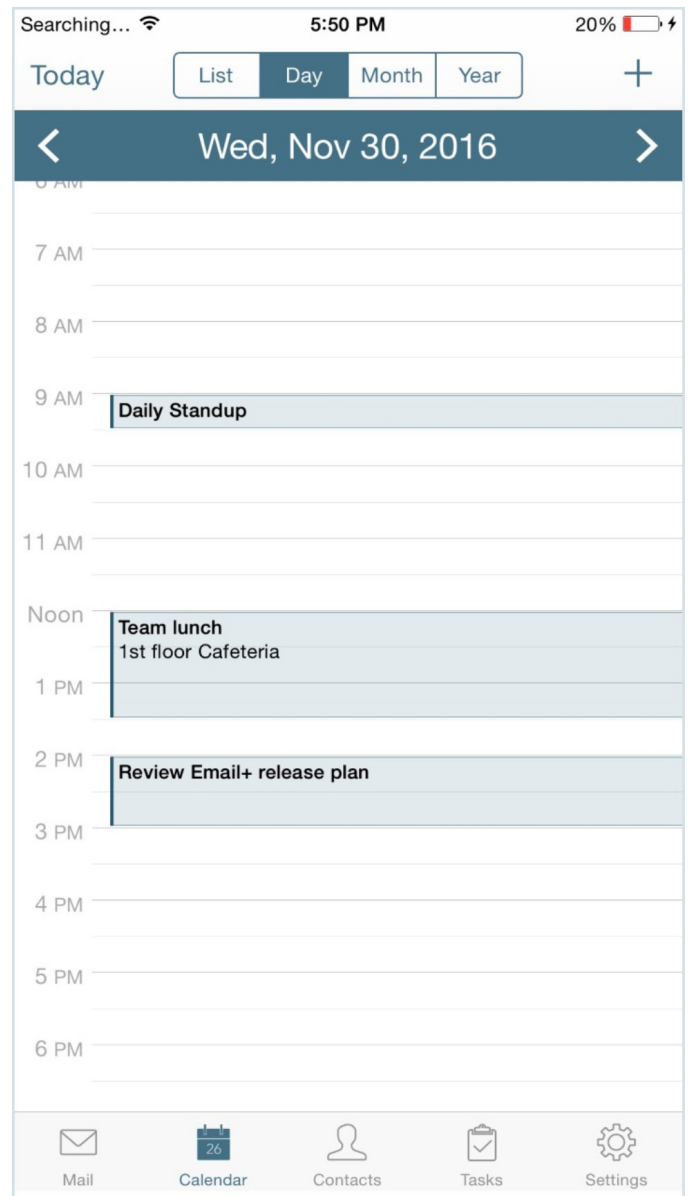 Searching... 5:50 PM 20%
Today List Day Month Year +
Wed, Nov 30, 2016
6 AM
7 AM
8 AM
9 AM
Daily Standup
10 AM
11 AM
Noon
Team lunch
1st floor Cafeteria
1 PM
2 PM
Review Email+ release plan
3 PM
4 PM
5 PM
6 PM
26
Mail Calendar Contacts Tasks Settings